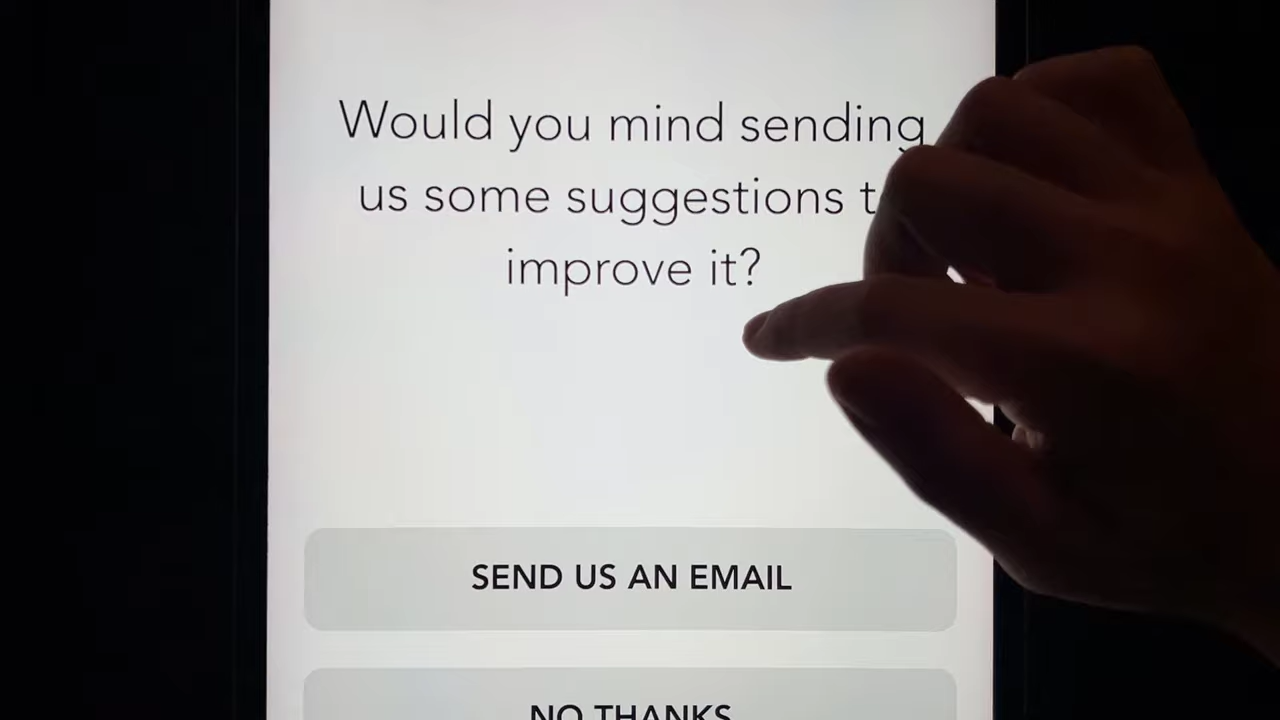 Would you mind sending
us some suggestions t
improve it?
SEND US AN EMAIL
NO THANKS